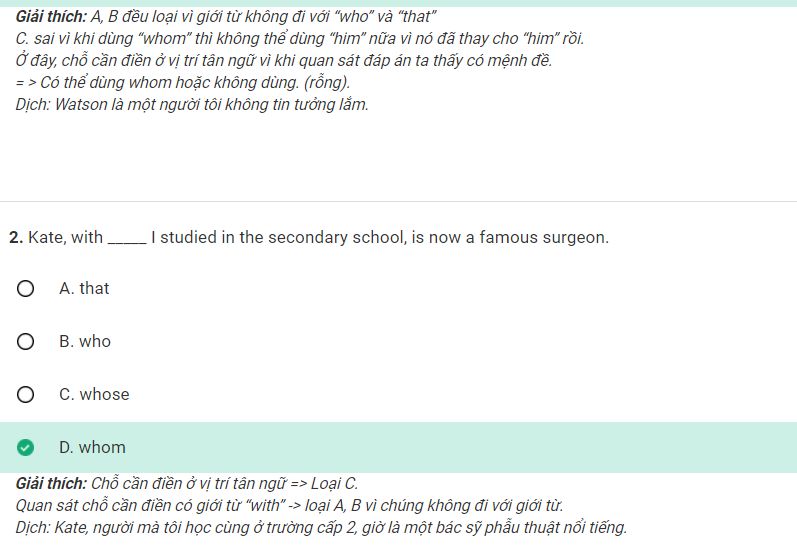 Giải thích: A, B đều loại vì giới từ không đi với “who” và “that”
C. sai vì khi dùng “whom” thì không thể dùng “him” nữa vì nó đã thay cho “him” rồi.
Ở đây, chỗ cần điền ở vị trí tân ngữ vì khi quan sát đáp án ta thấy có mệnh đề.
= > Có thể dùng whom hoặc không dùng. (rỗng).
Dịch: Watson là một người tôi không tin tưởng lắm.
2. Kate, with _____ I studied in the secondary school, is now a famous surgeon.
A. that
B. who
C. whose
D. whom
Giải thích: Chỗ cần điền ở vị trí tân ngữ => Loại C.
Quan sát chỗ cần điền có giới từ “with” -> loại A, B vì chúng không đi với giới từ.
Dịch: Kate, người mà tôi học cùng ở trường cấp 2, giờ là một bác sỹ phẫu thuật nổi tiếng.